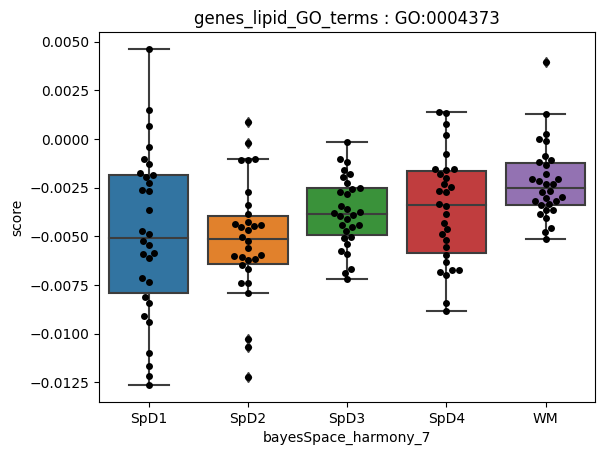 genes_lipid_GO_terms : GO:0004373
0.0050
0.0025
0.0000
−0.0025
−0.0050
−0.0075
−0.0100
−0.0125
score
SpD1 SpD2 SpD3 SpD4 WM
bayesSpace_harmony_7